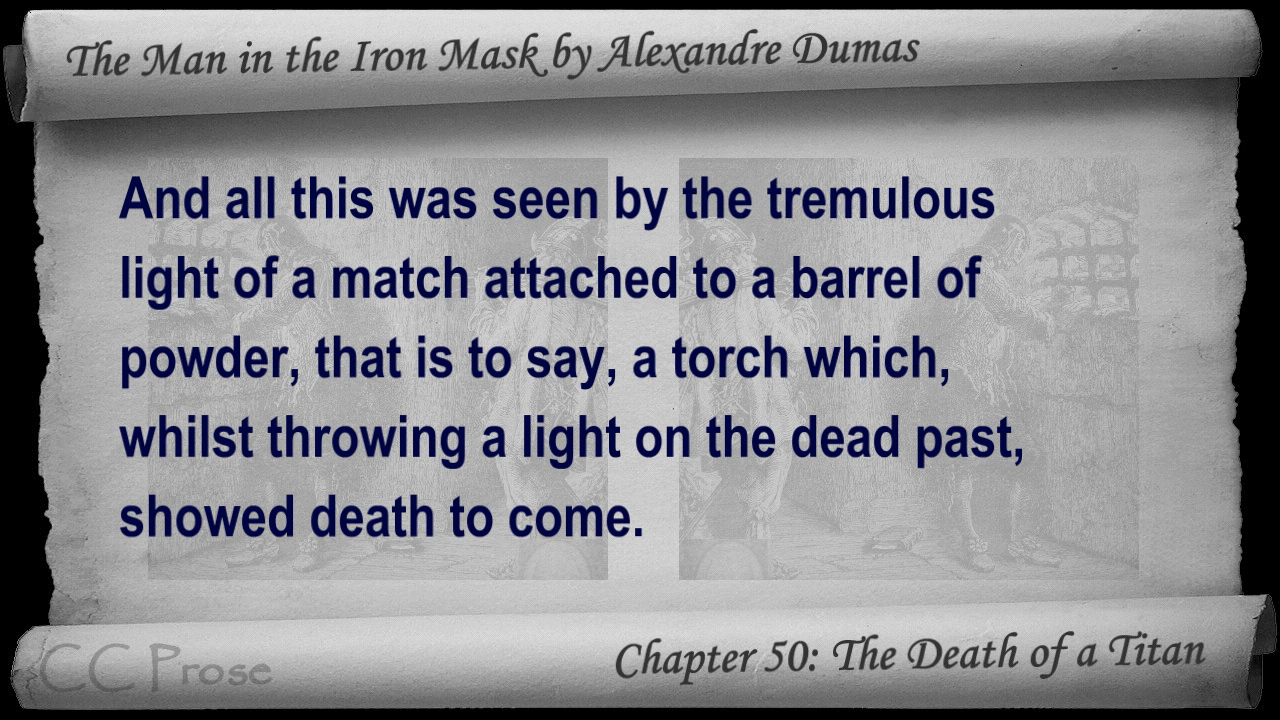 The Man in the Iron Mask by Alexandre Dumas
And all this was seen by the tremulous
light of a match attached to a barrel of
powder, that is to say, a torch which,
whilst throwing a light on the dead past,
showed death to come.
CC Prose
Chapter 50: The Death of a Titan